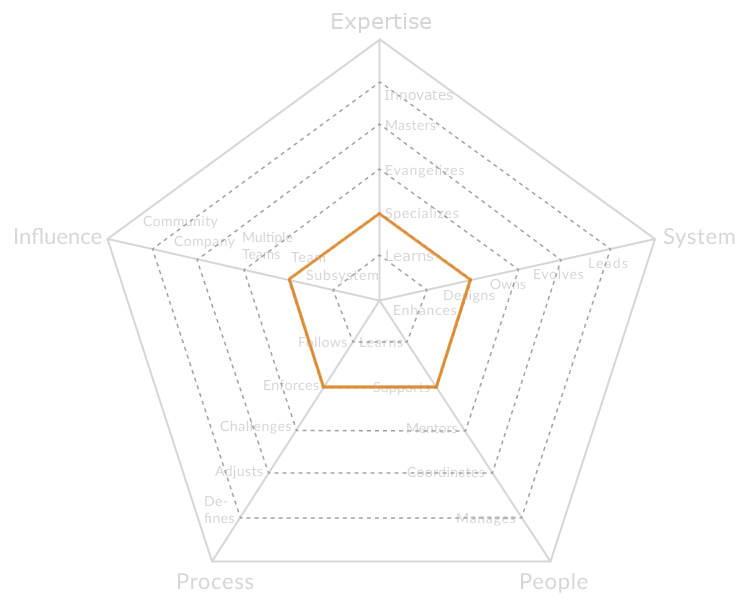 Expertise
Innovates
Masters
Evangelizes
Specializes
Learns
Influence
Community
Company
Multiple
Teams
Team
Subsystem
System
Leads
Evolves
Owns
Designs
Enhances
Follows
Learns
Enforces
Supports
Challenges
Mentors
Adjusts
Coordinates
De-
fines
Manages
Process
People